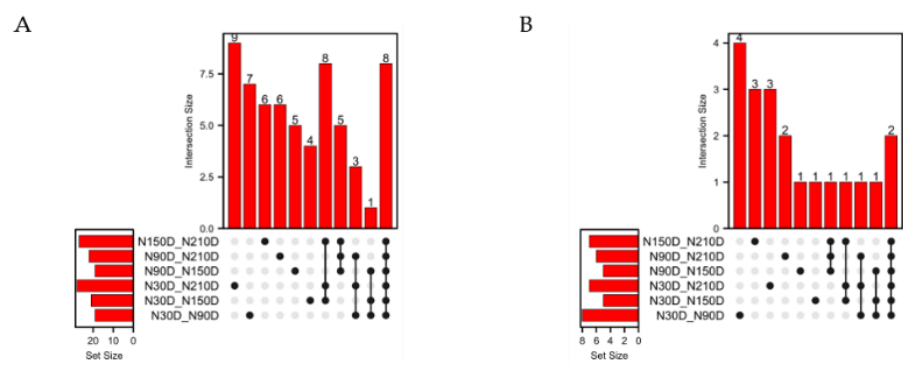 A
B
9
7
6
6
5
4
8
5
3
1
8
7.5
5.0
2.5
0.0
Intersection Size
N150D_N210D
N90D_N210D
N90D_N150D
N30D_N210D
N30D_N150D
N30D_N90D
20 10 0
Set Size
4
3
3
2
1
1
1
1
1
1
2
4
3
2
1
0
Intersection Size
N150D_N210D
N90D_N210D
N90D_N150D
N30D_N210D
N30D_N150D
N30D_N90D
8 6 4 2 0
Set Size